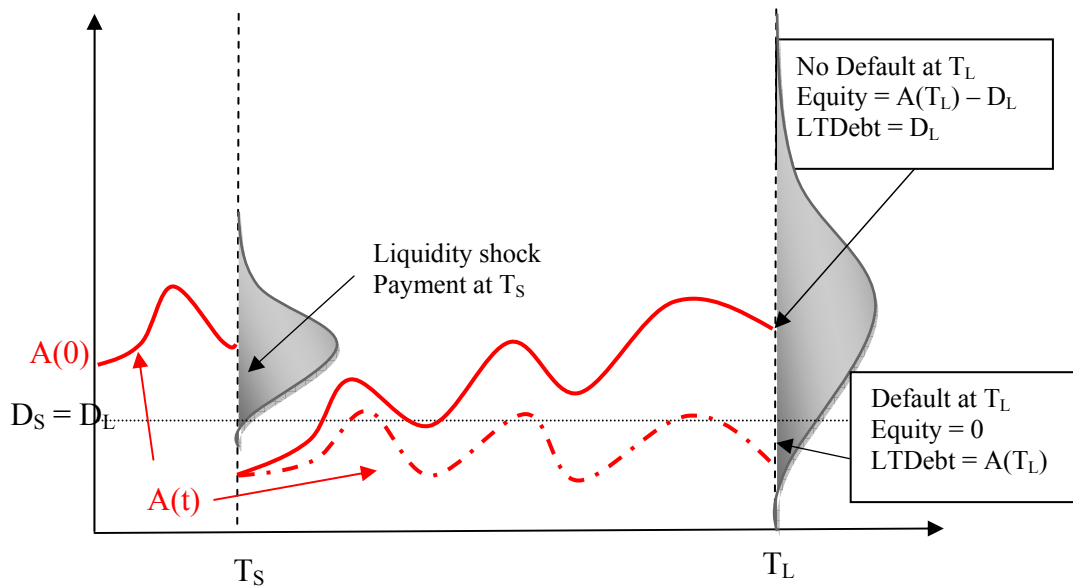 No Default at T_L
Equity = A(T_L) – D_L
LTDebt = D_L
Liquidity shock
Payment at T_S
A(0)
D_S = D_L
Default at T_L
Equity = 0
LTDebt = A(T_L)
A(t)
T_S
T_L